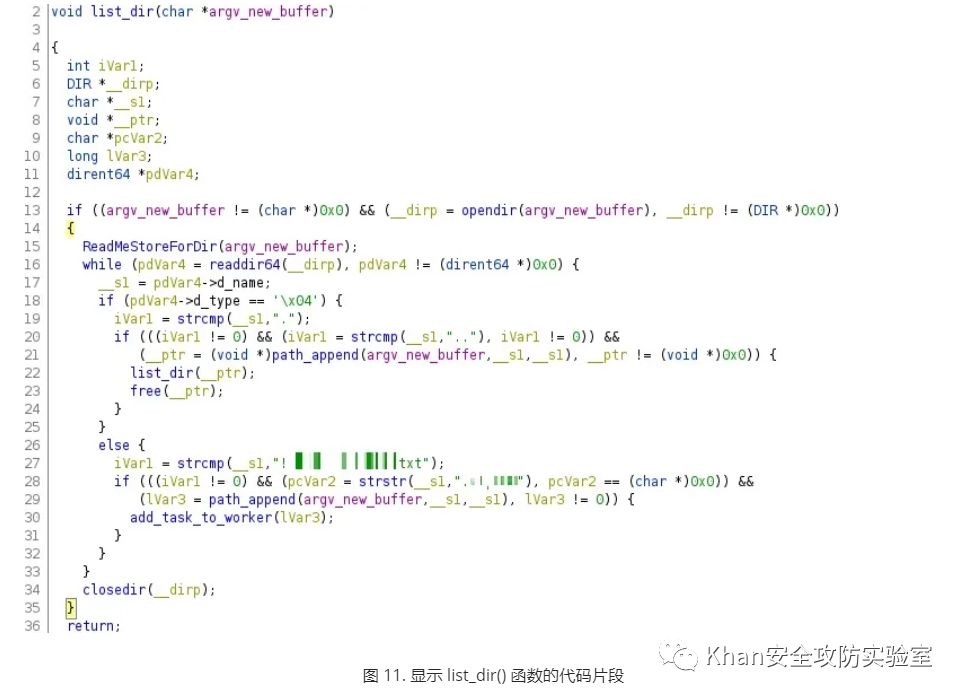 2 void list_dir(char *argv_new_buffer)
3
4 {
5 int iVar1;
6 DIR *__dirp;
7 char *__s1;
8 void *__ptr;
9 char *pcVar2;
10 long lVar3;
11 dirent64 *pdVar4;
12
13 if ((argv_new_buffer != (char *)0x0) && (__dirp = opendir(argv_new_buffer), __dirp != (DIR *)0x0))
14 {
15 ReadMeStoreForDir(argv_new_buffer);
16 while (pdVar4 = readdir64(__dirp), pdVar4 != (dirent64 *)0x0) {
17 __s1 = pdVar4->d_name;
18 if (pdVar4->d_type == '\x04') {
19 iVar1 = strcmp(__s1,".");
20 if (((iVar1 != 0) && (iVar1 = strcmp(__s1,".."), iVar1 != 0)) &&
21 (__ptr = (void *)path_append(argv_new_buffer,__s1,__s1), __ptr != (void *)0x0)) {
22 list_dir(__ptr);
23 free(__ptr);
24 }
25 }
26 else {
27 iVar1 = strcmp(__s1,"! txt");
28 if (((iVar1 != 0) && (pcVar2 = strstr(__s1,". "), pcVar2 == (char *)0x0)) &&
29 (lVar3 = path_append(argv_new_buffer,__s1,__s1), lVar3 != 0)) {
30 add_task_to_worker(lVar3);
31 }
32 }
33 }
34 closedir(__dirp);
35 }
36 return;
Khan安全攻防实验室
图 11. 显示 list_dir() 函数的代码片段